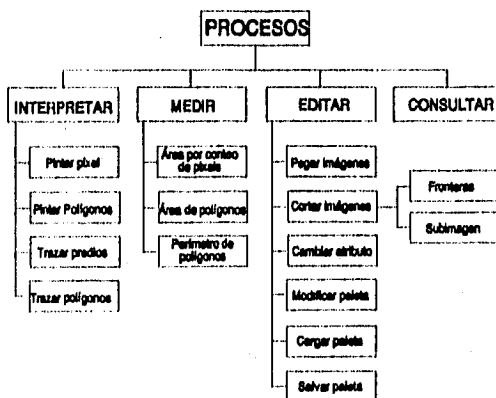 PROCESOS
INTERPRETAR
MEDIR
EDITAR
CONSULTAR
Pintar pixel
Pintar Polígonos
Trazar predios
Trazar polígonos
Área por conteo
de pixels
Área de polígonos
Perímetro de
polígonos
Pegar imágenes
Cortar imágenes
Cambiar atributo
Modificar paleta
Cargar paleta
Salvar paleta
Fronteras
Subimagen